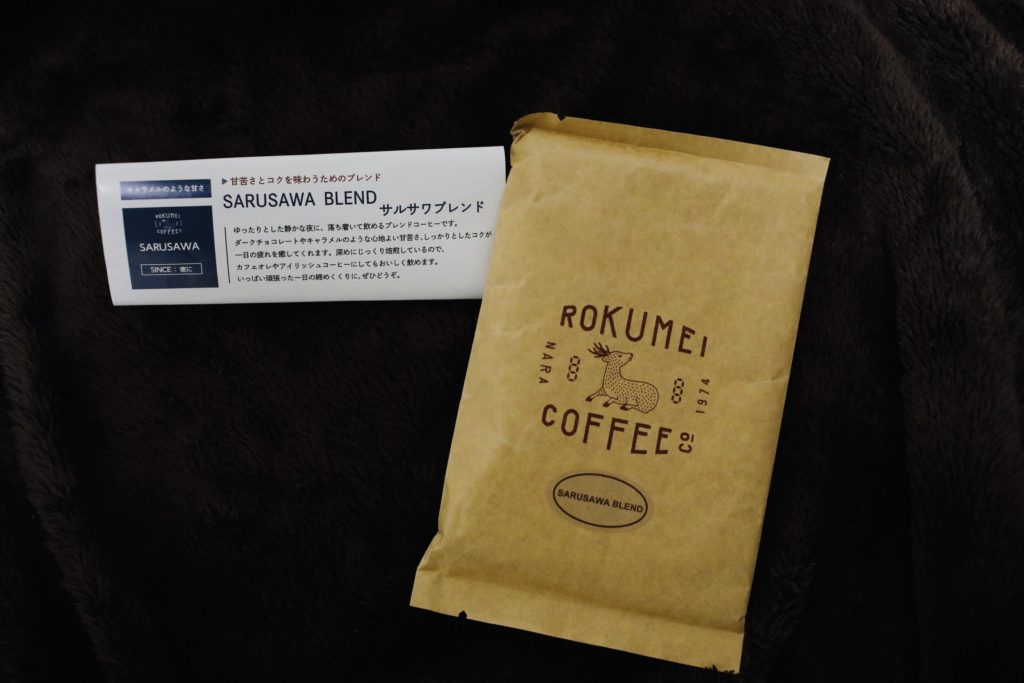 キャラメルのような甘さ
ROKUMEI
COFFEE Co
SARUSAWA
SINCE : 夜に
▶甘苦さとコクを味わうためのブレンド
SARUSAWA BLEND サルサワブレンド
ゆったりとした静かな夜に、落ち着いて飲めるブレンドコーヒーです。
ダークチョコレートやキャラメルのような心地よい甘苦さ、しっかりとしたコクが
一日の疲れを癒してくれます。深めにじっくり焙煎しているので、
カフェオレやアイリッシュコーヒーにしてもおいしく飲めます。
いっぱい頑張った一日の締めくくりに、ぜひどうぞ。
ROKUMEI
NARA
1974
COFFEE Co
SARUSAWA BLEND